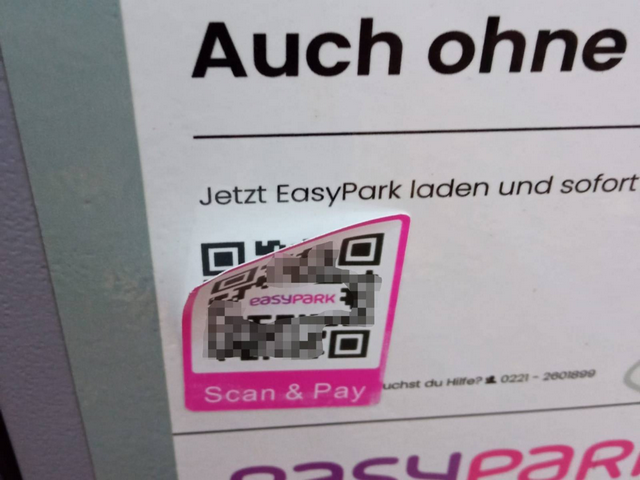 Auch ohne
Jetzt EasyPark laden und sofort
easyPARK
Scan & Pay
uchst du Hilfe? 0221 - 2601899
easyPARK